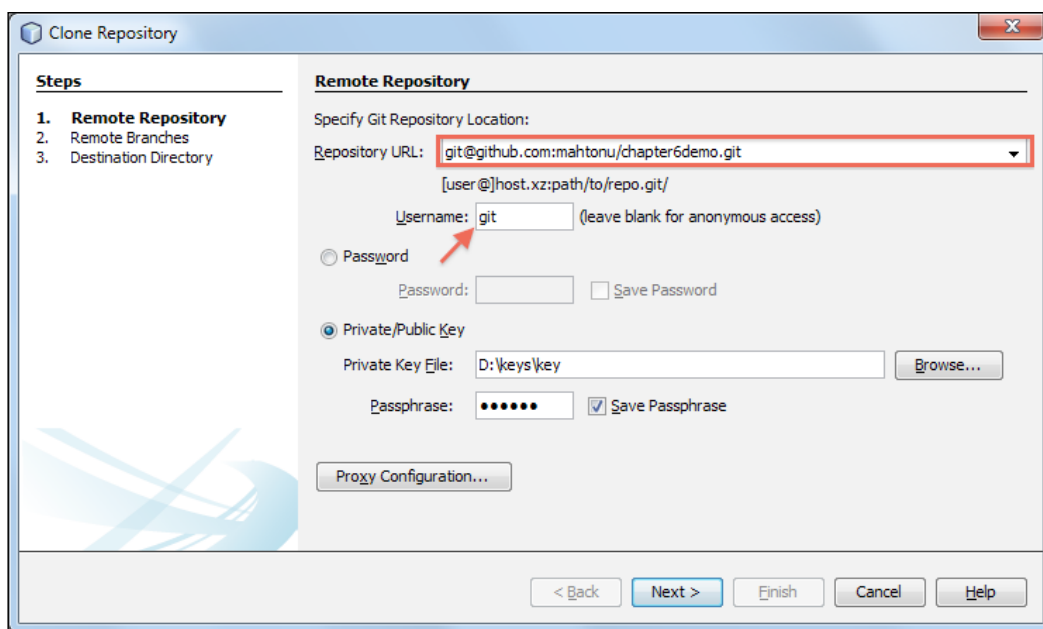 Clone Repository
Steps
1. Remote Repository
2. Remote Branches
3. Destination Directory
Remote Repository
Specify Git Repository Location:
Repository URL: git@github.com:mahtonu/chapter6demo.git
[user@]host.xz:path/to/repo.git/
Username: git (leave blank for anonymous access)
Password
Password: Save Password
Private/Public Key
Private Key File: D:\keys\key Browse...
Passphrase: •••••• Save Passphrase
Proxy Configuration...
< Back Next > Finish Cancel Help